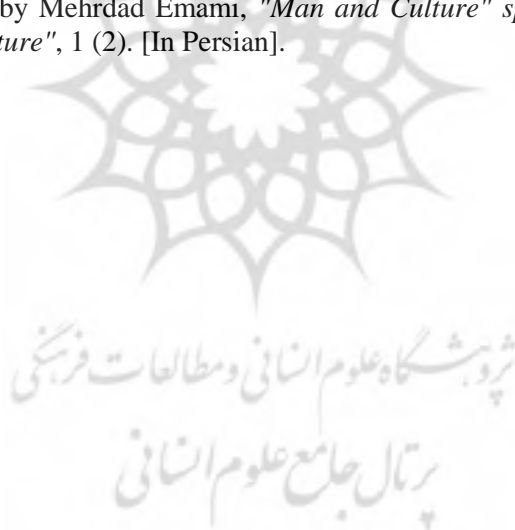 by Mehrdad Emami, "Man and Culture" sp
ture", 1 (2). [In Persian].
پژوهشگاه علوم انسانی و مطالعات فرهنگی
پرتال جامع علوم انسانی